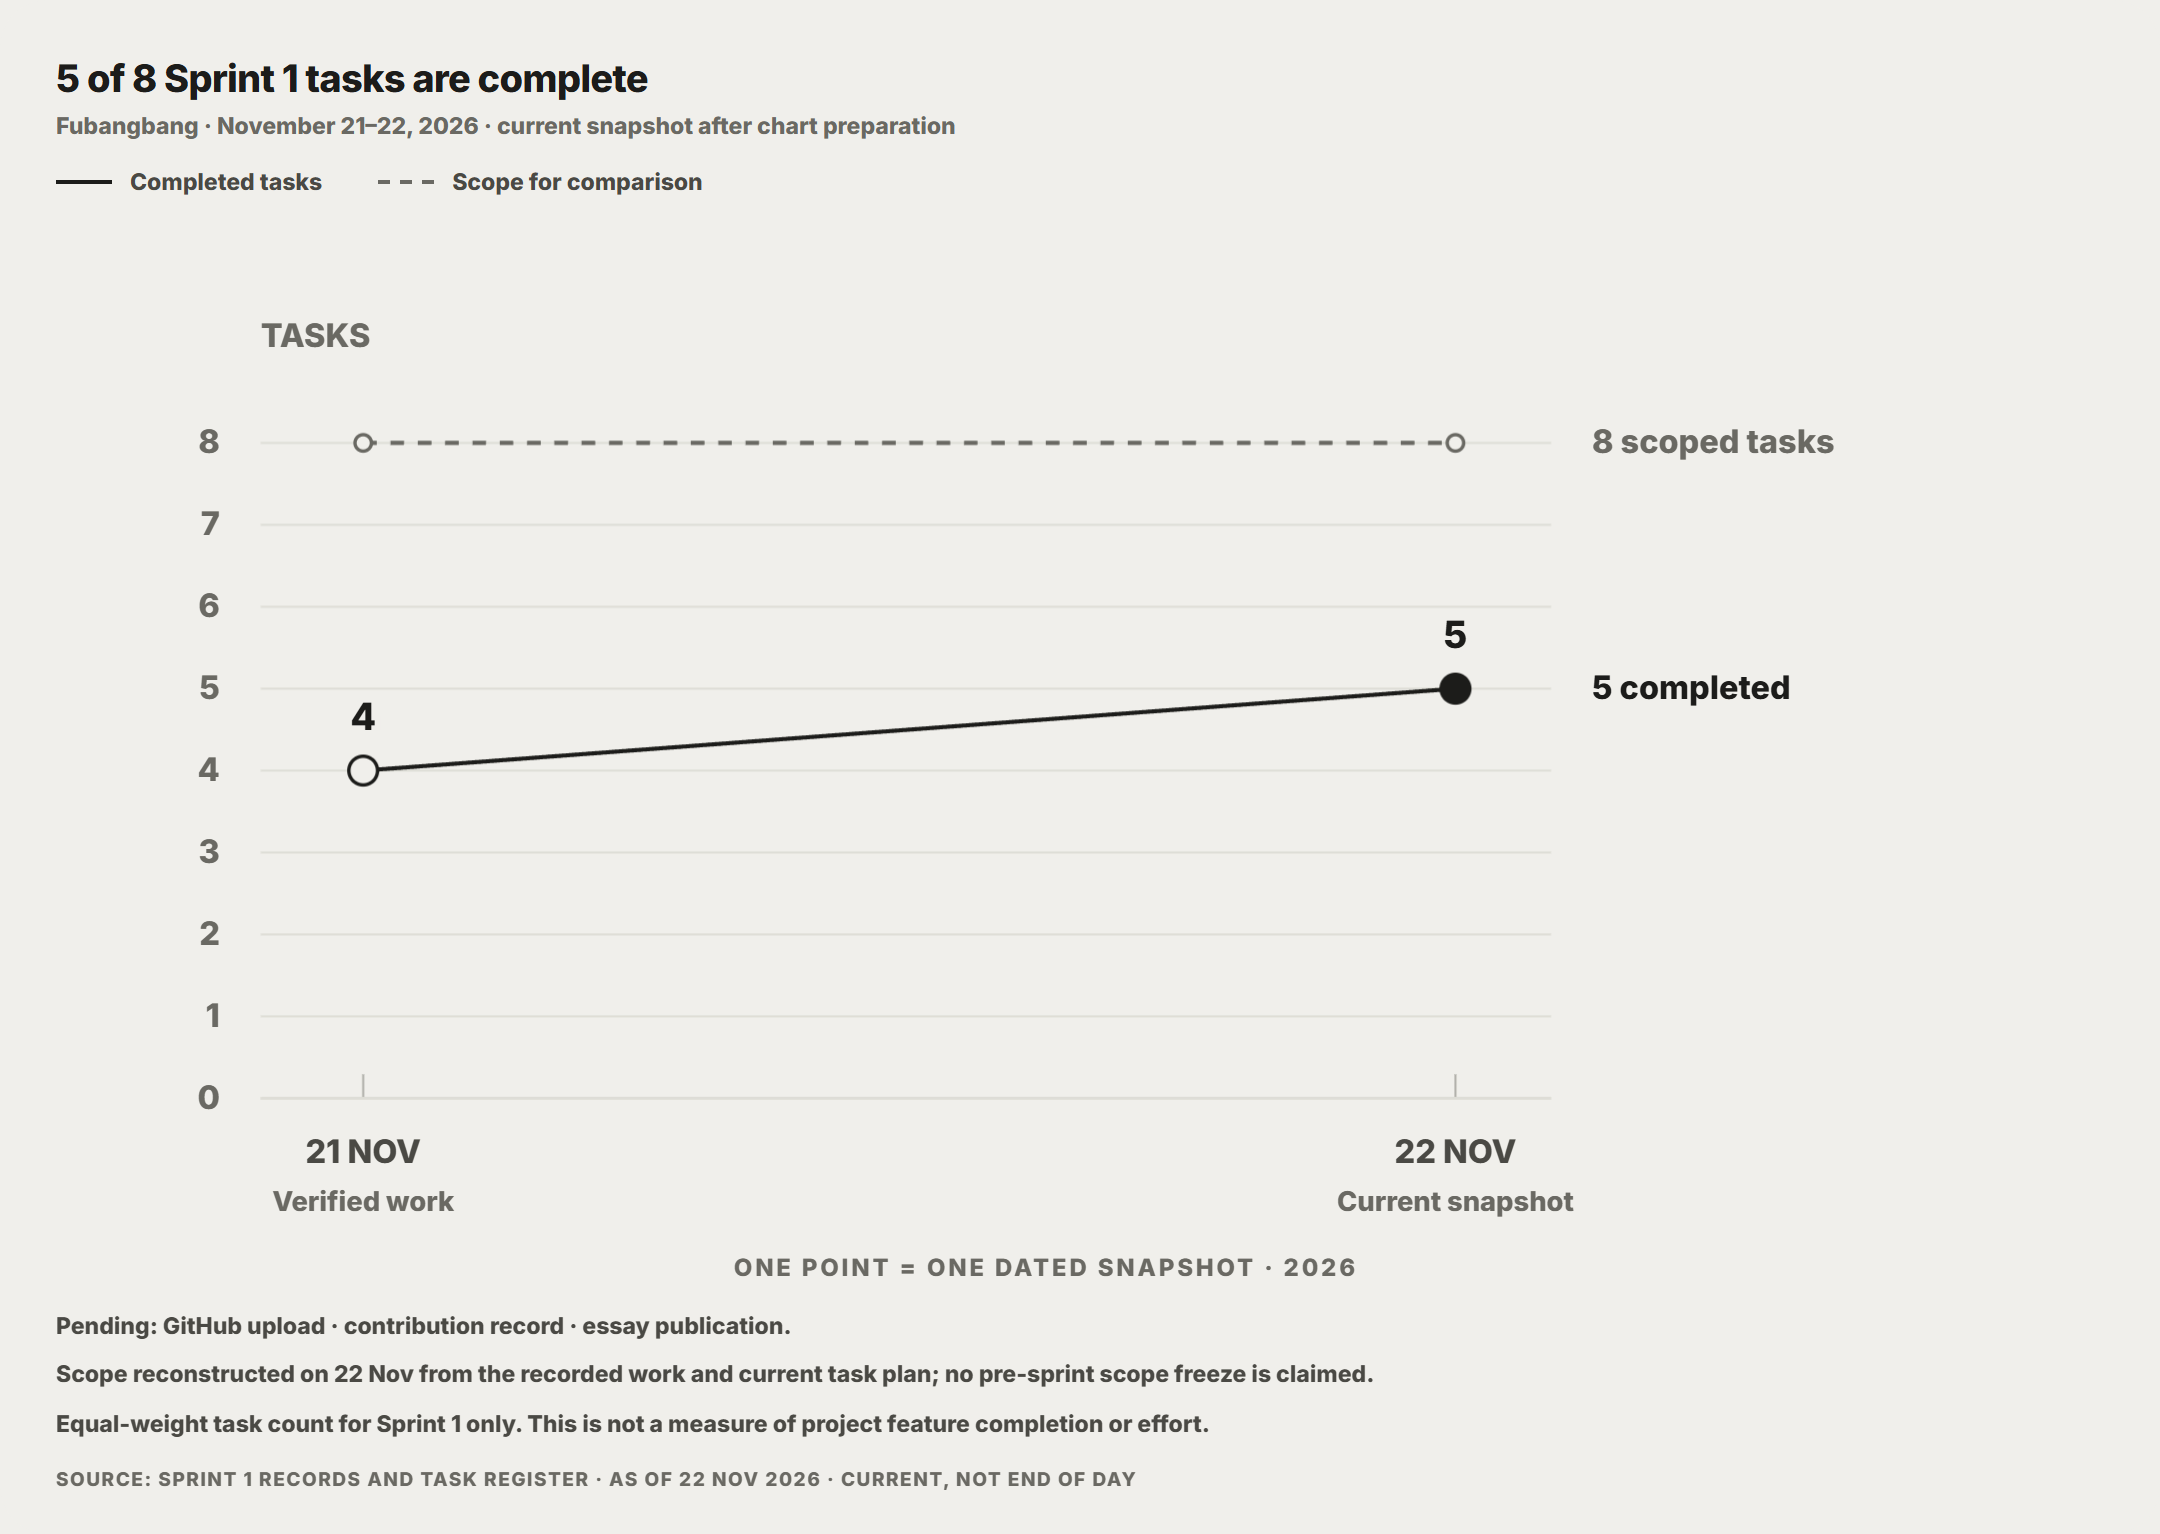 5 of 8 Sprint 1 tasks are complete
Fubangbang · November 21–22, 2026 · current snapshot after chart preparation
Completed tasks
Scope for comparison
TASKS
8
8 scoped tasks
7
6
5
5
5 completed
4
4
3
2
1
0
21 NOV
22 NOV
Verified work
Current snapshot
ONE POINT = ONE DATED SNAPSHOT · 2026
Pending: GitHub upload · contribution record · essay publication.
Scope reconstructed on 22 Nov from the recorded work and current task plan; no pre-sprint scope freeze is claimed.
Equal-weight task count for Sprint 1 only. This is not a measure of project feature completion or effort.
SOURCE: SPRINT 1 RECORDS AND TASK REGISTER · AS OF 22 NOV 2026 · CURRENT, NOT END OF DAY